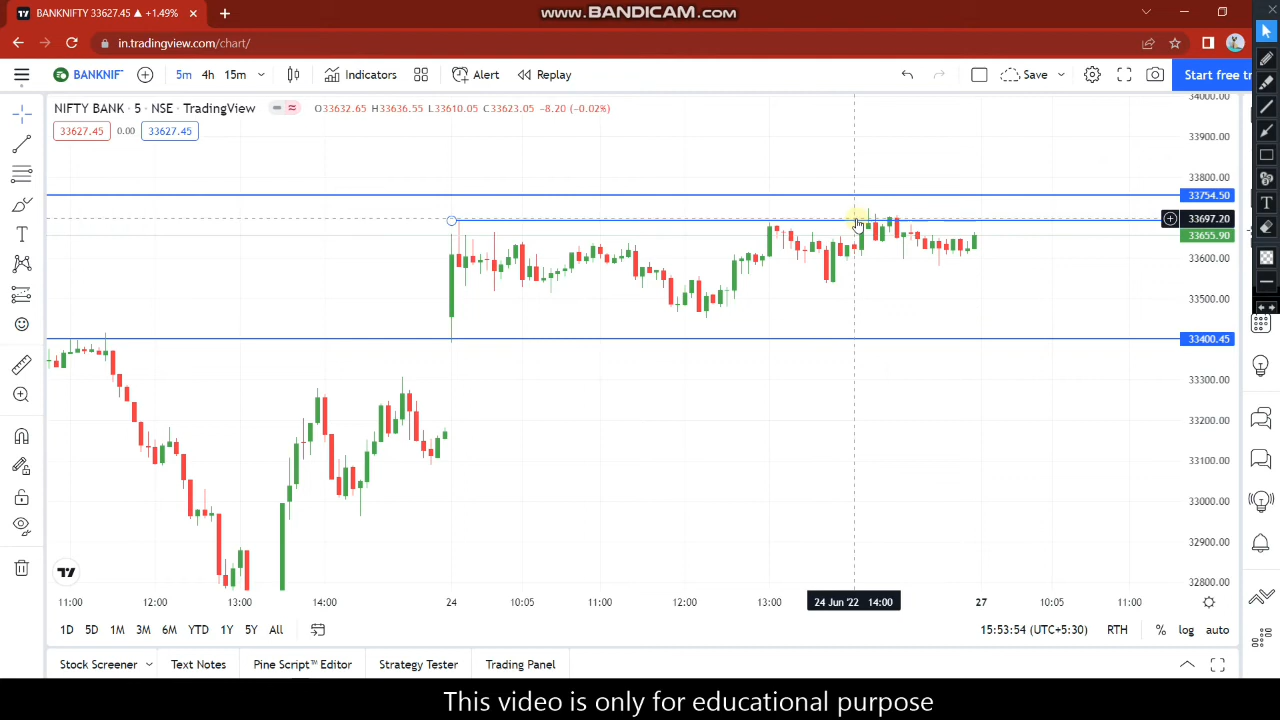 BANKNIFTY 33627.45 ▲ +1.49%
www.BANDICAM.com
in.tradingview.com/chart/
BANKNIF
5m 4h 15m
Indicators
Alert
Replay
Save
Start free tr
NIFTY BANK · 5 · NSE · TradingView
O33632.65 H33636.55 L33610.05 C33623.05 −8.20 (−0.02%)
33627.45 0.00 33627.45
34000.00
33900.00
33800.00
33754.50
33697.20
33655.90
33600.00
33500.00
33400.45
33300.00
33200.00
33100.00
33000.00
32900.00
32800.00
11:00 12:00 13:00 14:00 24 10:05 11:00 12:00 13:00 24 Jun '22 14:00 27 10:05 11:00
1D 5D 1M 3M 6M YTD 1Y 5Y All
15:53:54 (UTC+5:30) RTH % log auto
Stock Screener Text Notes Pine Script™ Editor Strategy Tester Trading Panel
This video is only for educational purpose